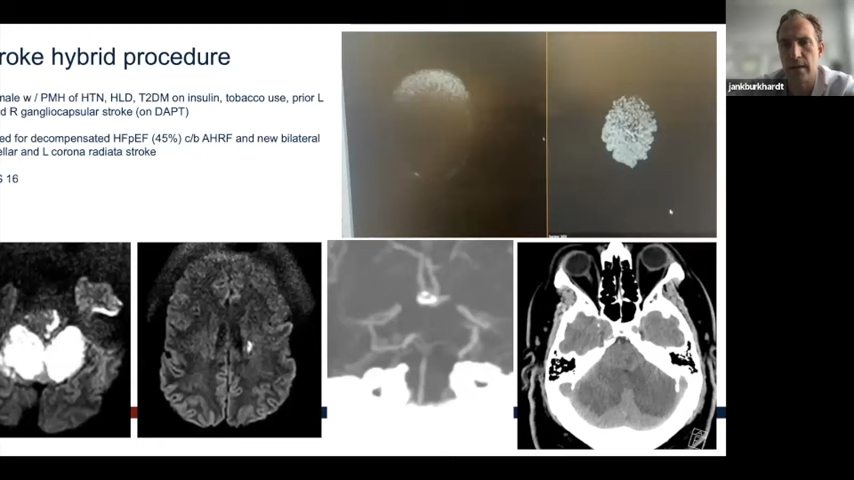 roke hybrid procedure
nale w / PMH of HTN, HLD, T2DM on insulin, tobacco use, prior L
d R gangliocapsular stroke (on DAPT)
ed for decompensated HFpEF (45%) c/b AHRF and new bilateral
ellar and L corona radiata stroke
S 16
jankburkhardt